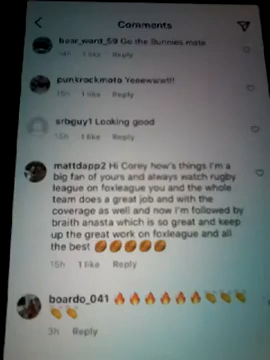 Comments
bear_ward_59 Go the Bunnies mate
14h 1 like Reply
punkrockmoto Yeeewww!!!
15h 1 like Reply
srbguy1 Looking good
15h 1 like Reply
mattdapp2 Hi Corey how's things I'm a
big fan of yours and always watch rugby
league on foxleague you and the whole
team does a great job and with the
coverage as well and now I'm followed by
braith anasta which is so great and keep
up the great work on foxleague and all
the best 🏉🏉🏉🏉🏉
15h 1 like Reply
boardo_041 🔥🔥🔥🔥🔥🔥👏👏👏
👏👏
3h Reply